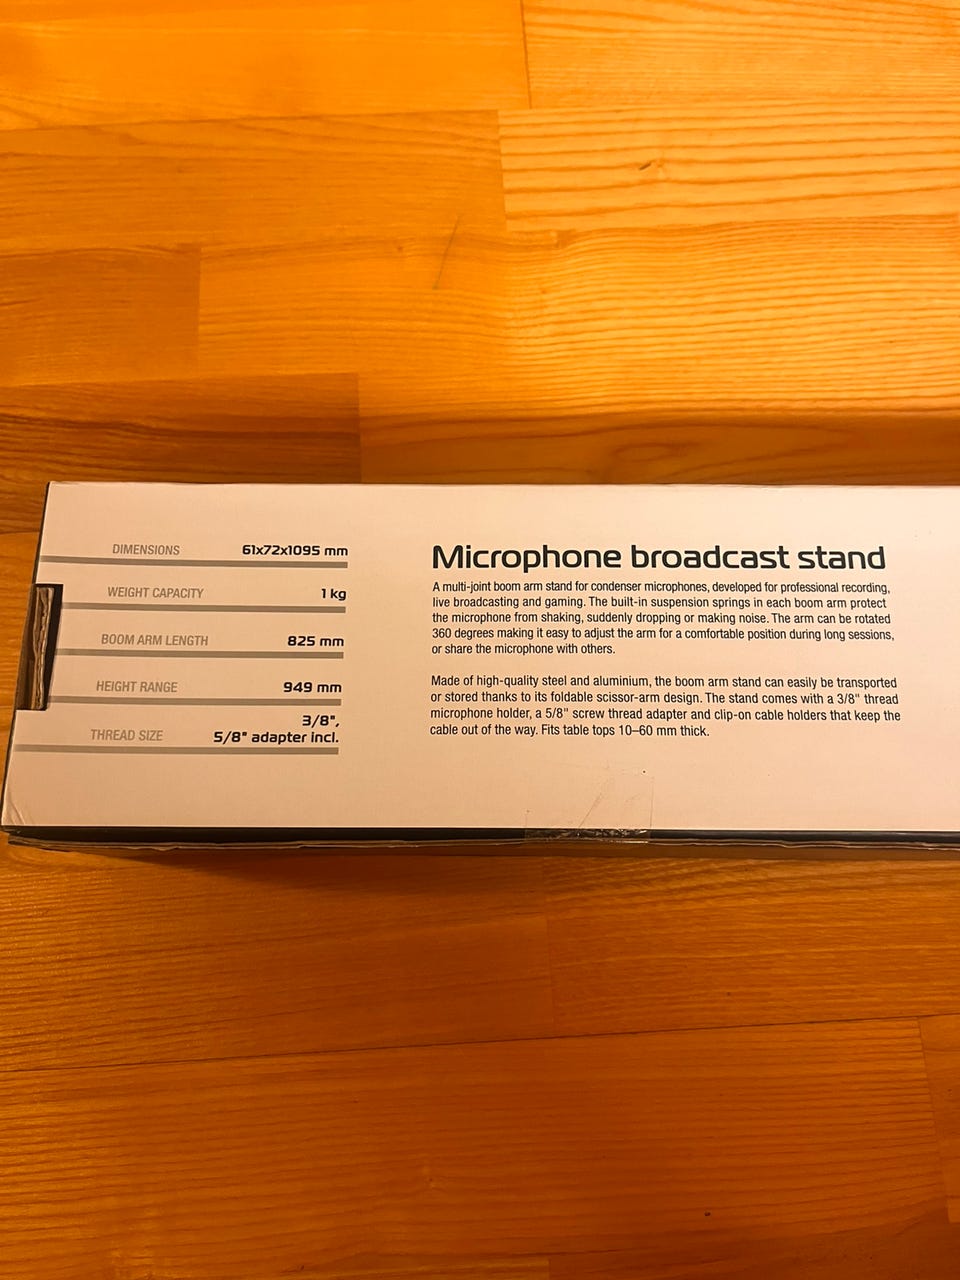 DIMENSIONS 61x72x1095 mm
WEIGHT CAPACITY 1 kg
BOOM ARM LENGTH 825 mm
HEIGHT RANGE 949 mm
THREAD SIZE 3/8",
5/8" adapter incl.
Microphone broadcast stand
A multi-joint boom arm stand for condenser microphones, developed for professional recording,
live broadcasting and gaming. The built-in suspension springs in each boom arm protect
the microphone from shaking, suddenly dropping or making noise. The arm can be rotated
360 degrees making it easy to adjust the arm for a comfortable position during long sessions,
or share the microphone with others.
Made of high-quality steel and aluminium, the boom arm stand can easily be transported
or stored thanks to its foldable scissor-arm design. The stand comes with a 3/8" thread
microphone holder, a 5/8" screw thread adapter and clip-on cable holders that keep the
cable out of the way. Fits table tops 10–60 mm thick.